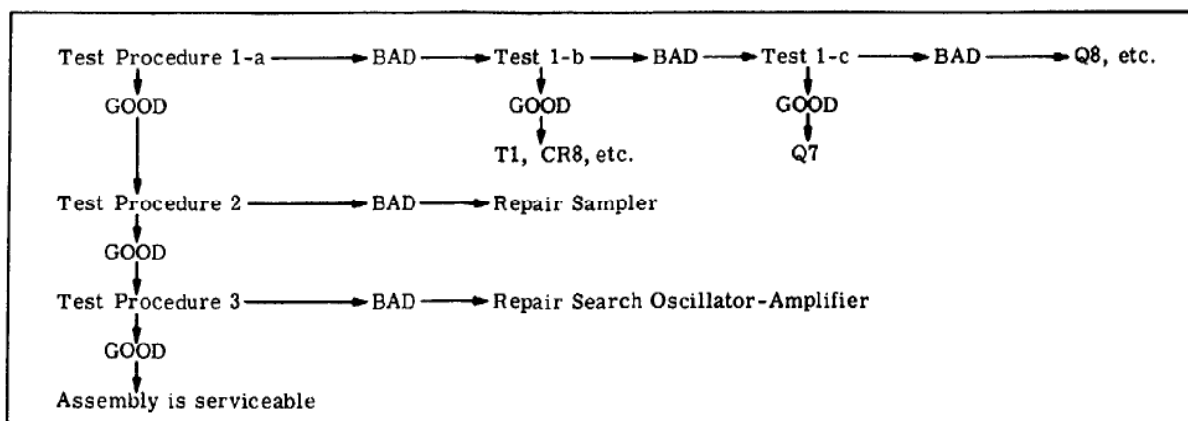 Test Procedure 1-a BAD Test 1-b BAD Test 1-c BAD Q8, etc.
GOOD GOOD GOOD
T1, CR8, etc. Q7
Test Procedure 2 BAD Repair Sampler
GOOD
Test Procedure 3 BAD Repair Search Oscillator-Amplifier
GOOD
Assembly is serviceable